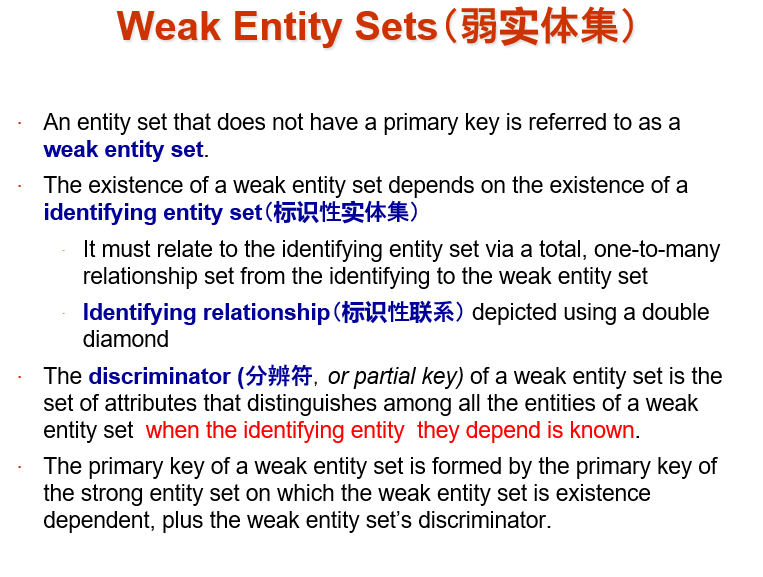 Weak Entity Sets（弱实体集）
· An entity set that does not have a primary key is referred to as a
weak entity set.
· The existence of a weak entity set depends on the existence of a
identifying entity set（标识性实体集）
· It must relate to the identifying entity set via a total, one-to-many
relationship set from the identifying to the weak entity set
· Identifying relationship（标识性联系）depicted using a double
diamond
· The discriminator (分辨符，or partial key) of a weak entity set is the
set of attributes that distinguishes among all the entities of a weak
entity set when the identifying entity they depend is known.
· The primary key of a weak entity set is formed by the primary key of
the strong entity set on which the weak entity set is existence
dependent, plus the weak entity set’s discriminator.